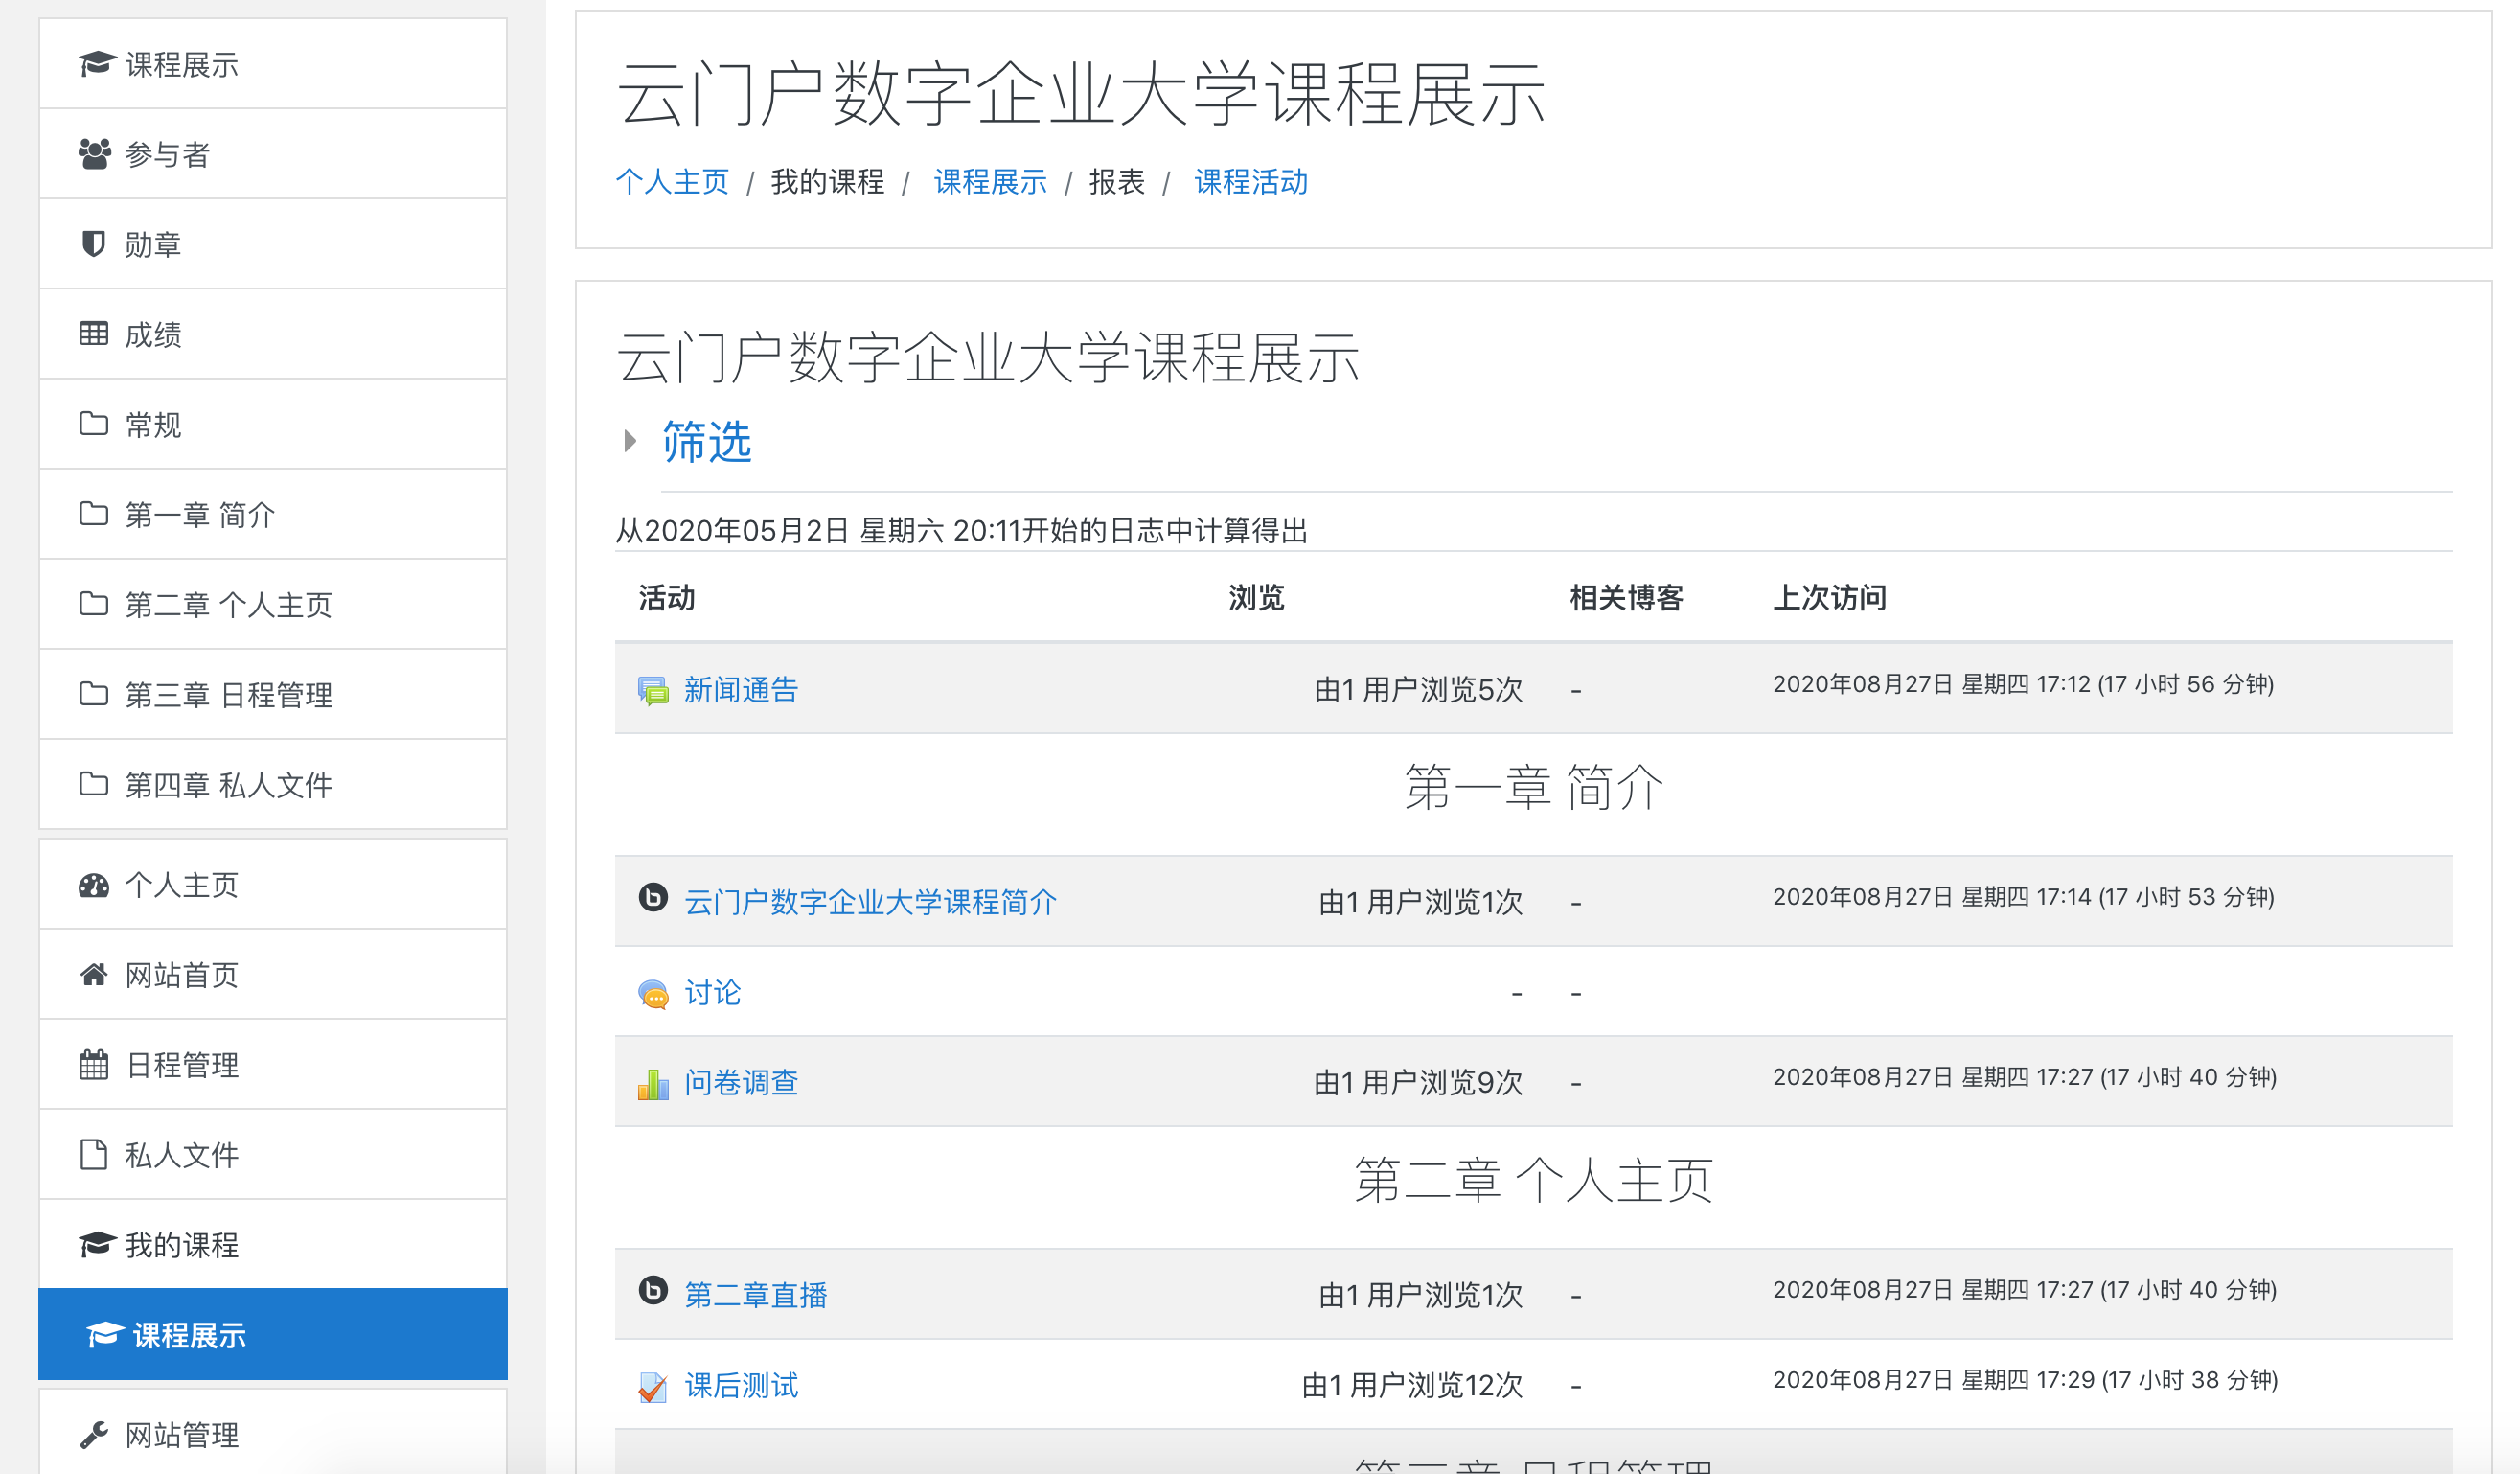 课程展示
参与者
勋章
成绩
常规
第一章 简介
第二章 个人主页
第三章 日程管理
第四章 私人文件
个人主页
网站首页
日程管理
私人文件
我的课程
课程展示
网站管理
云门户数字企业大学课程展示
个人主页 / 我的课程 / 课程展示 / 报表 / 课程活动
云门户数字企业大学课程展示
筛选
从2020年05月2日 星期六 20:11开始的日志中计算得出
活动 浏览 相关博客 上次访问
新闻通告 由1 用户浏览5次 - 2020年08月27日 星期四 17:12 (17 小时 56 分钟)
第一章 简介
云门户数字企业大学课程简介 由1 用户浏览1次 - 2020年08月27日 星期四 17:14 (17 小时 53 分钟)
讨论 - -
问卷调查 由1 用户浏览9次 - 2020年08月27日 星期四 17:27 (17 小时 40 分钟)
第二章 个人主页
第二章直播 由1 用户浏览1次 - 2020年08月27日 星期四 17:27 (17 小时 40 分钟)
课后测试 由1 用户浏览12次 - 2020年08月27日 星期四 17:29 (17 小时 38 分钟)
第三章 日程管理